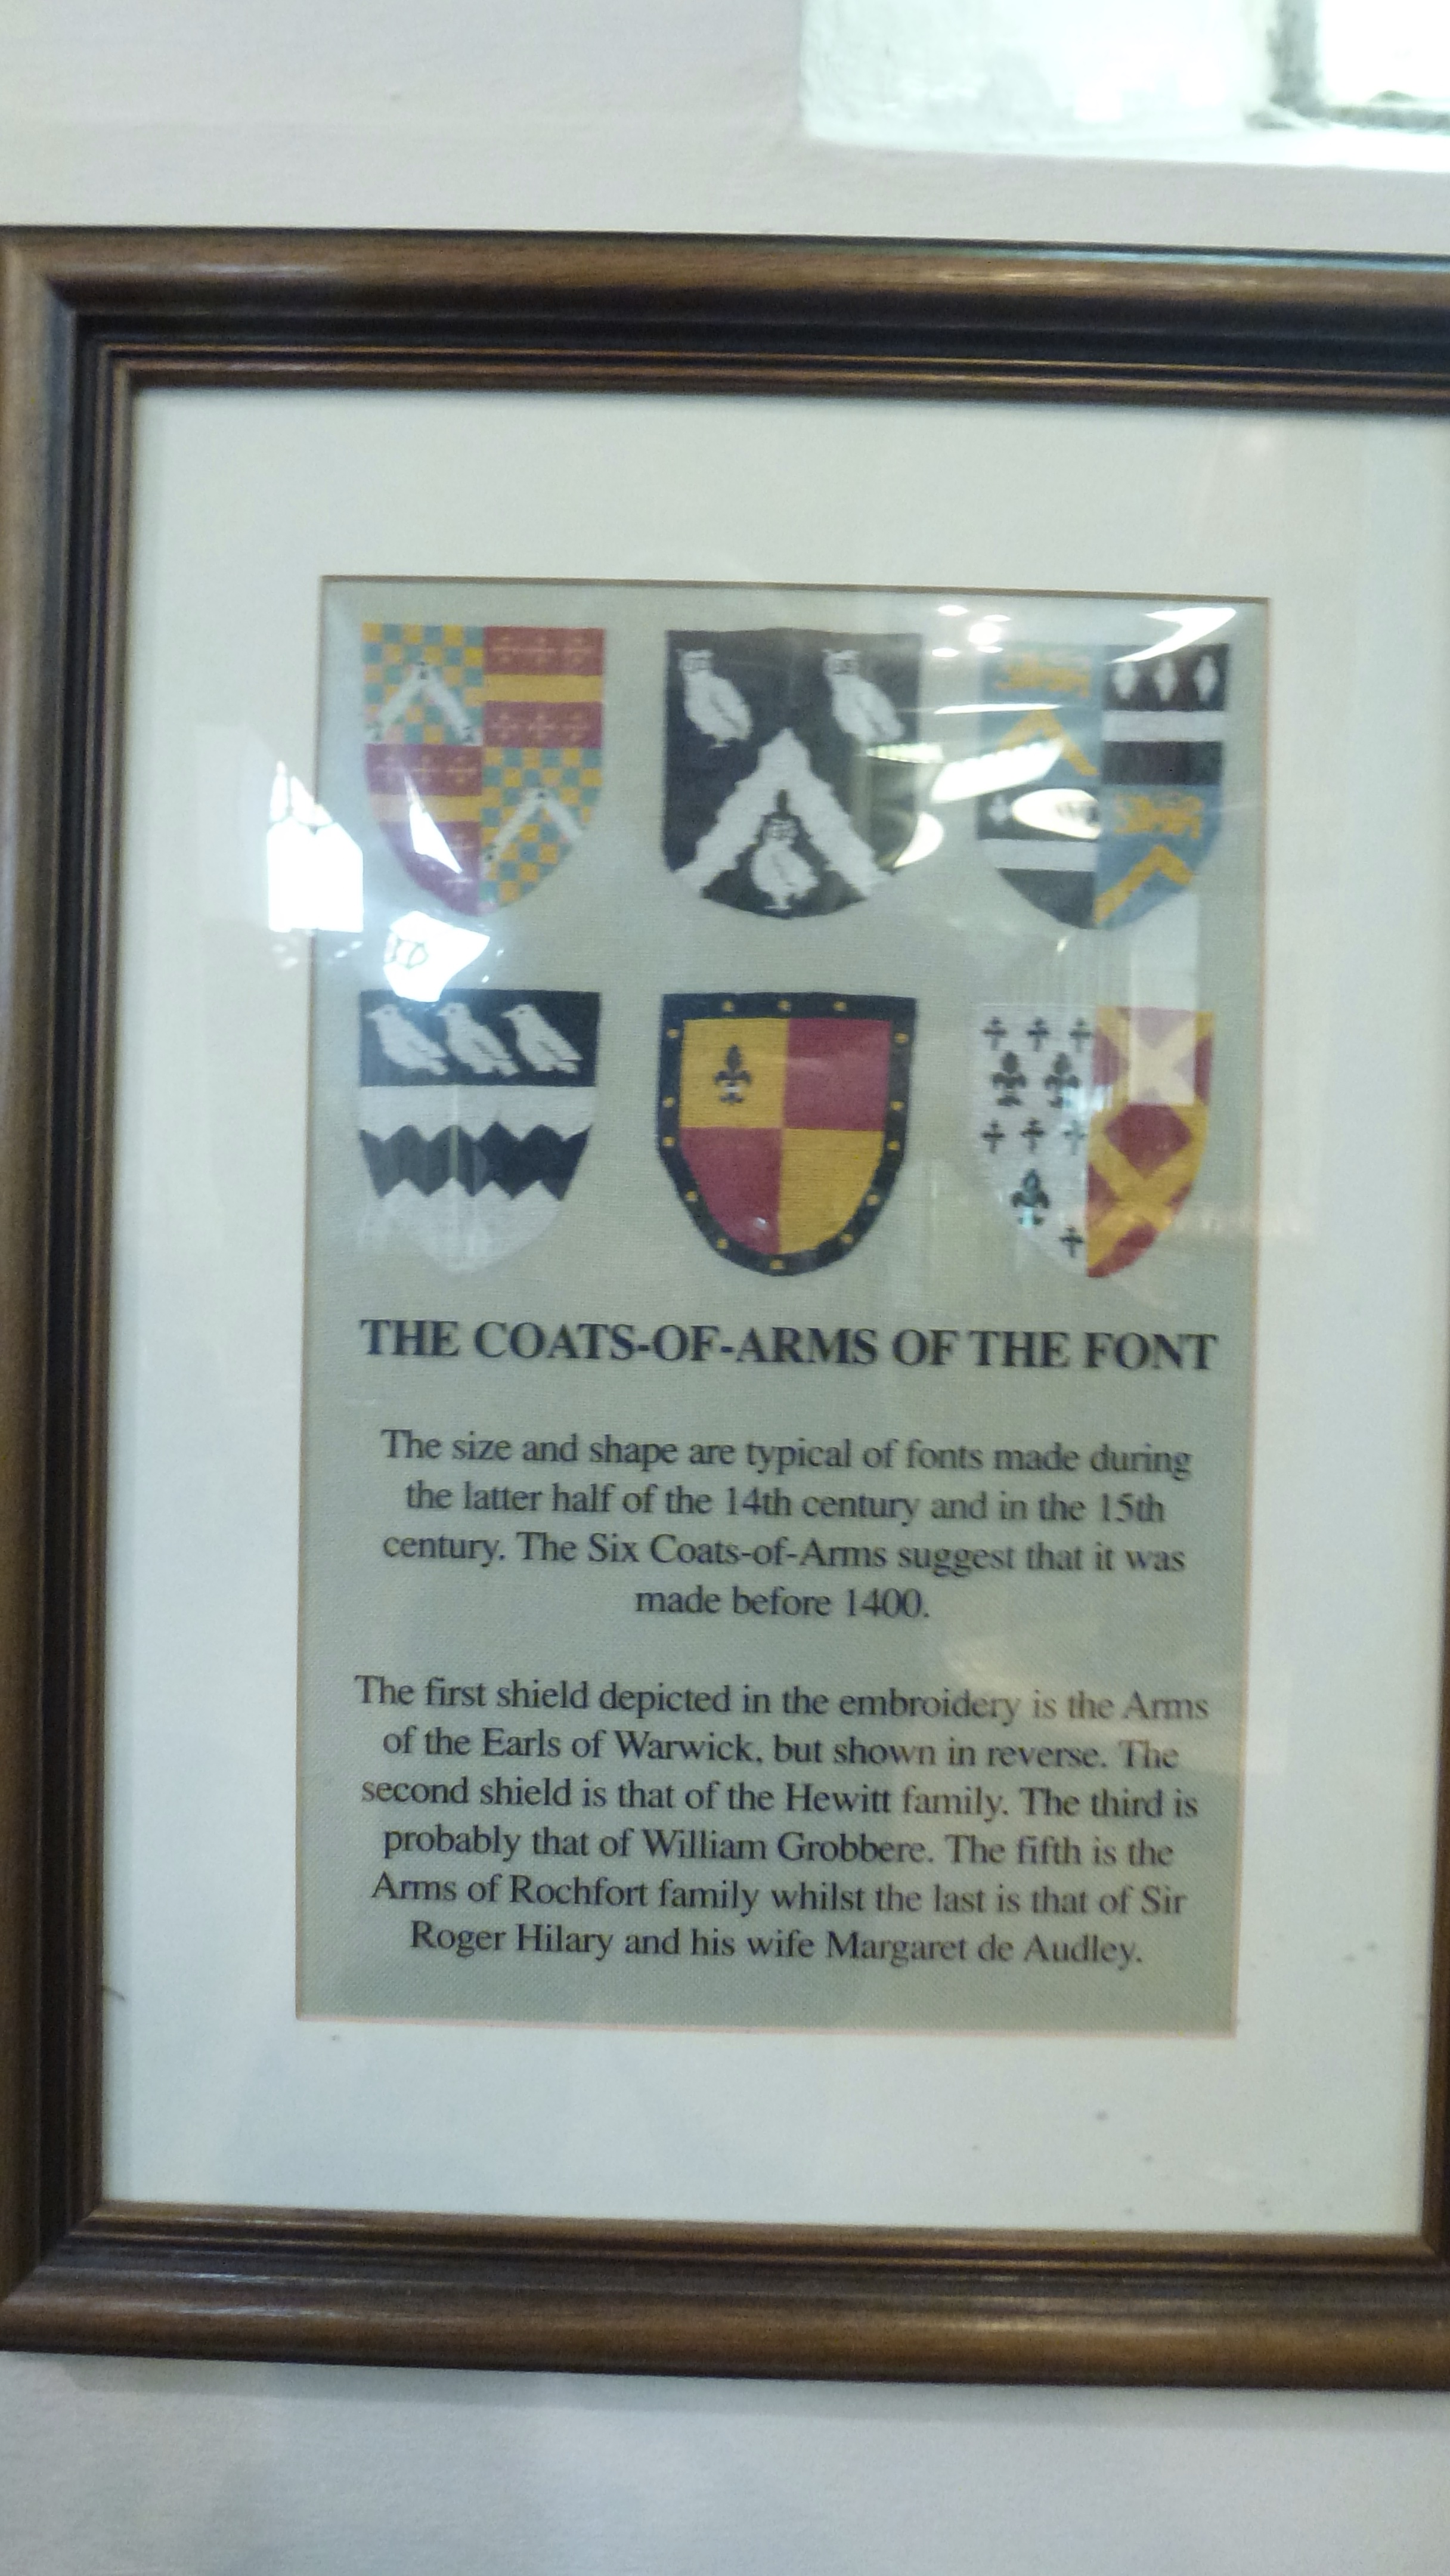 THE COATS-OF-ARMS OF THE FONT
The size and shape are typical of fonts made during
the latter half of the 14th century and in the 15th
century. The Six Coats-of-Arms suggest that it was
made before 1400.
The first shield depicted in the embroidery is the Arms
of the Earls of Warwick, but shown in reverse. The
second shield is that of the Hewitt family. The third is
probably that of William Grobbere. The fifth is the
Arms of Rochfort family whilst the last is that of Sir
Roger Hilary and his wife Margaret de Audley.